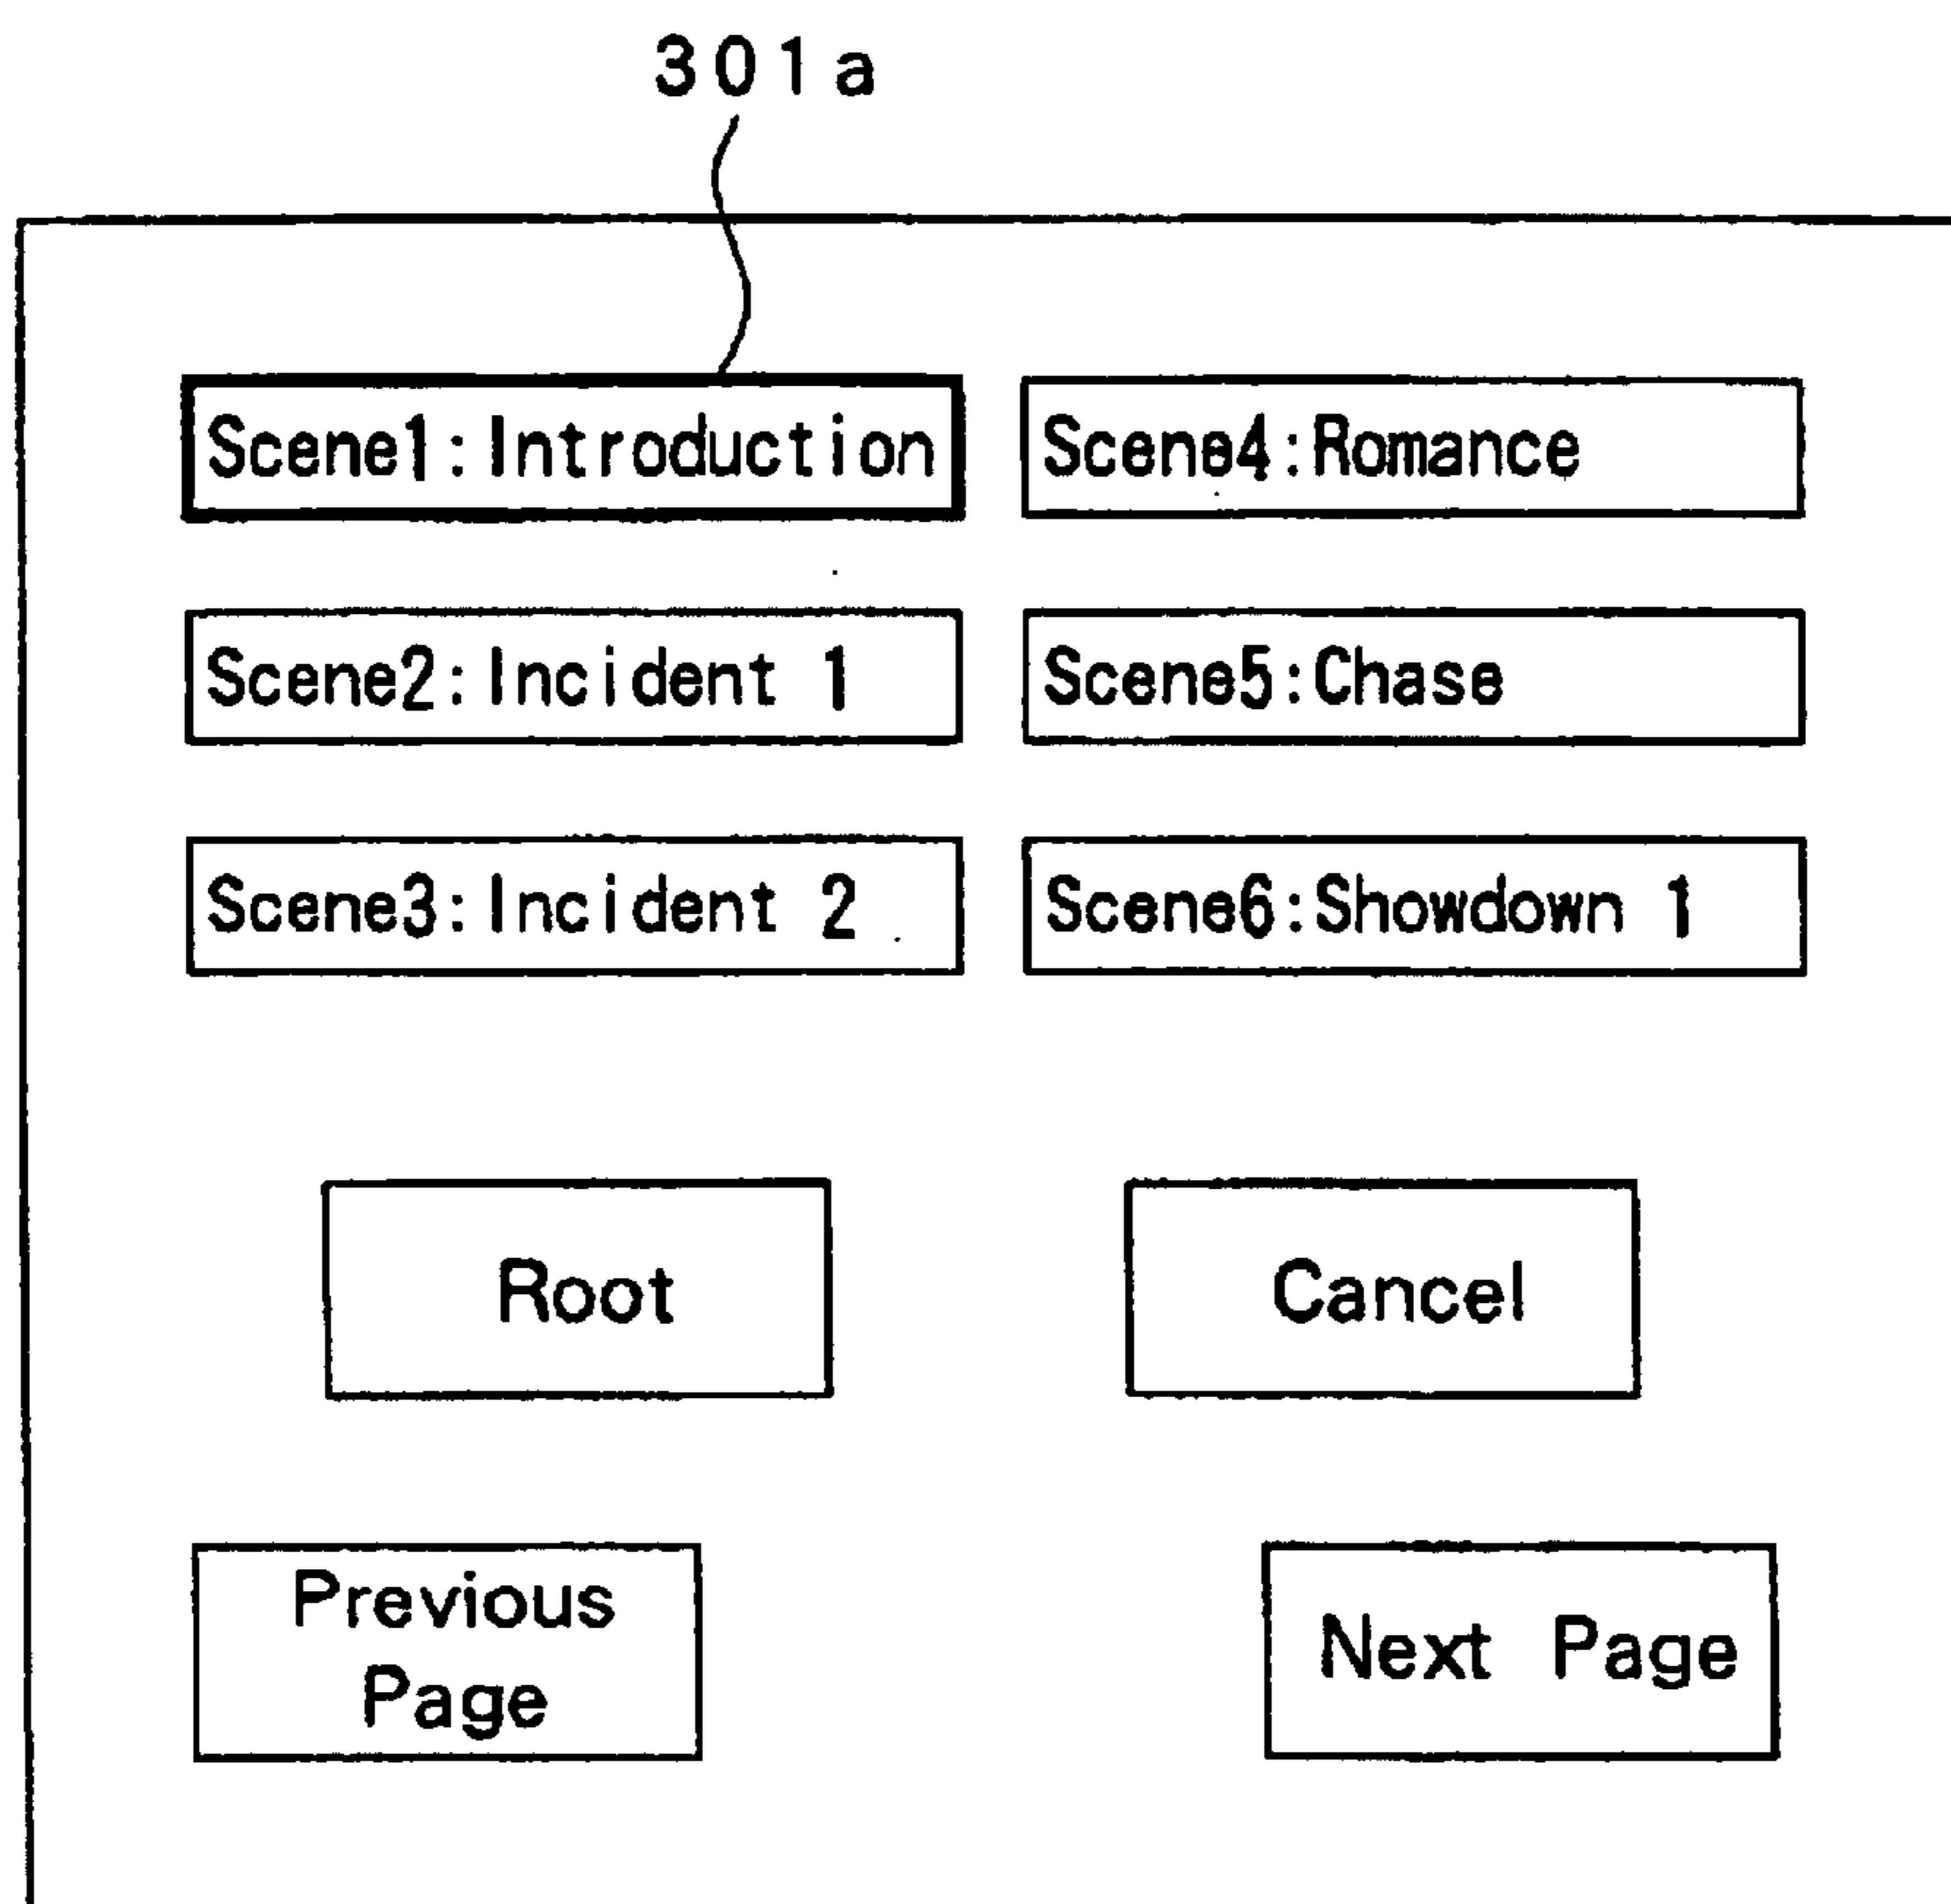 301a
Scene1:Introduction
Scene4:Romance
Scene2:Incident 1
Scene5:Chase
Scene3:Incident 2
Scene6:Showdown 1
Root
Cancel
Previous
Page
Next Page